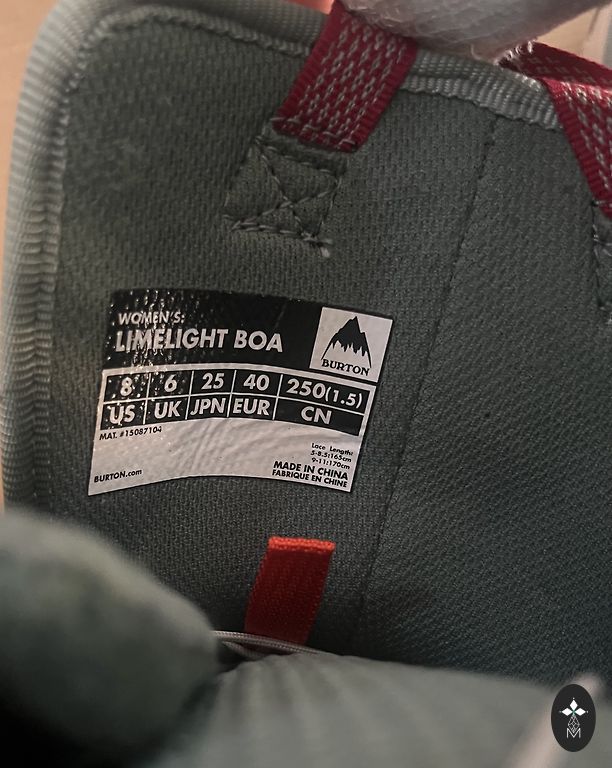 WOMEN'S:
LIMELIGHT BOA
BURTON
8 6 25 40 250(1.5)
US UK JPN EUR CN
MAT. #15087104
Lace Length:
5-8.5:165cm
9-11:170cm
MADE IN CHINA
FABRIQUE EN CHINE
BURTON.com
M